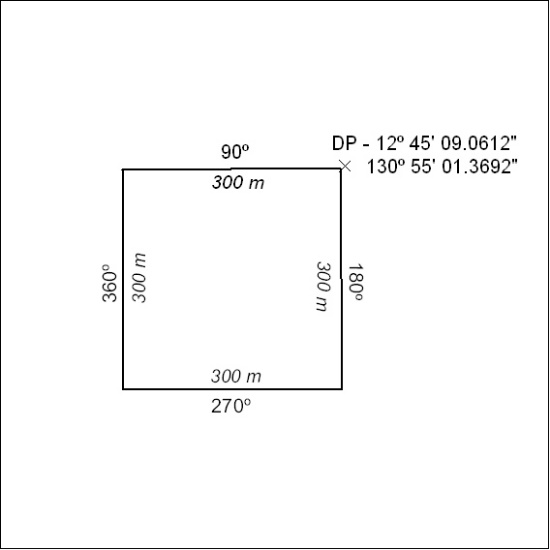 DP - 12º 45' 09.0612"
90º
130º 55' 01.3692"
300 m
360º
300 m
300 m
180º
300 m
270º